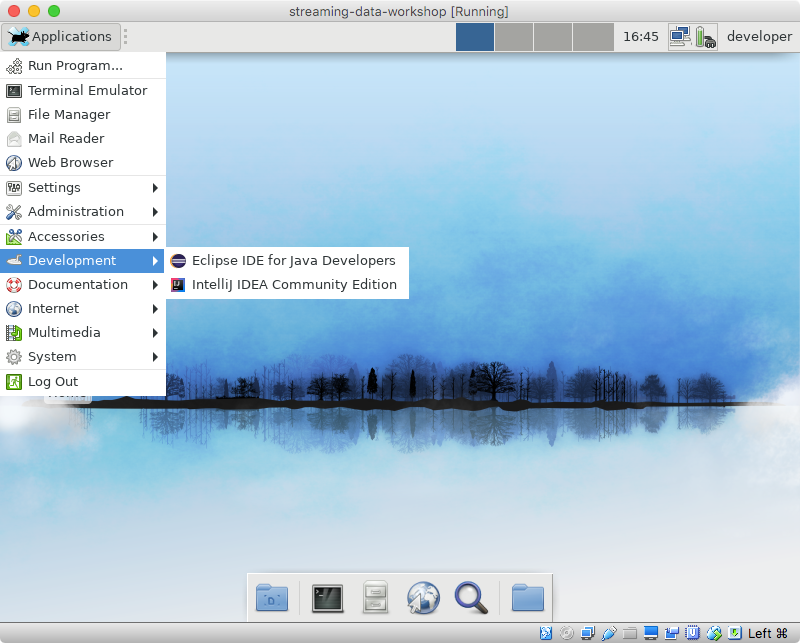 streaming-data-workshop [Running]
Applications
16:45
developer
Run Program...
Terminal Emulator
File Manager
Mail Reader
Web Browser
Settings
Administration
Accessories
Development
Eclipse IDE for Java Developers
Documentation
IntelliJ IDEA Community Edition
Internet
Multimedia
System
Log Out
Home
Left ⌘